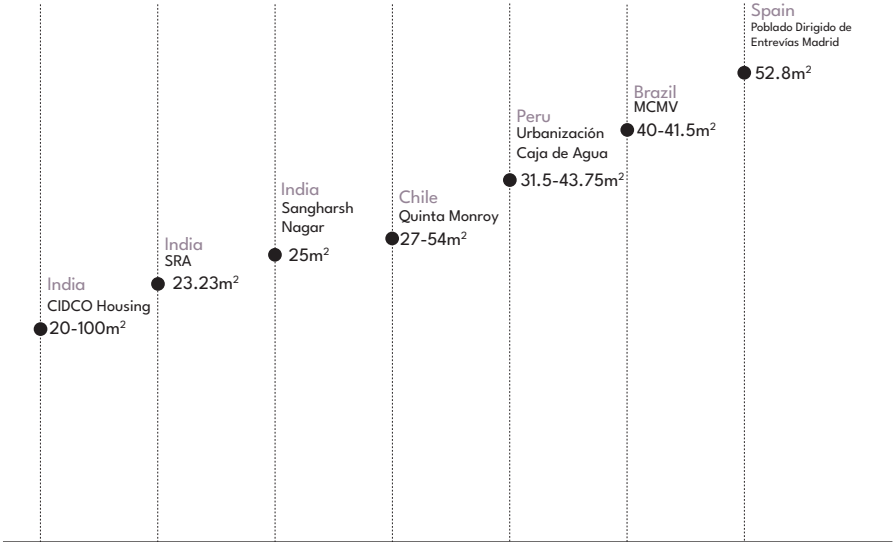 India
CIDCO Housing
20-100m²
India
SRA
23.23m²
India
Sangharsh
Nagar
25m²
Chile
Quinta Monroy
27-54m²
Peru
Urbanización
Caja de Agua
31.5-43.75m²
Brazil
MCMV
40-41.5m²
Spain
Poblado Dirigido de
Entrevías Madrid
52.8m²